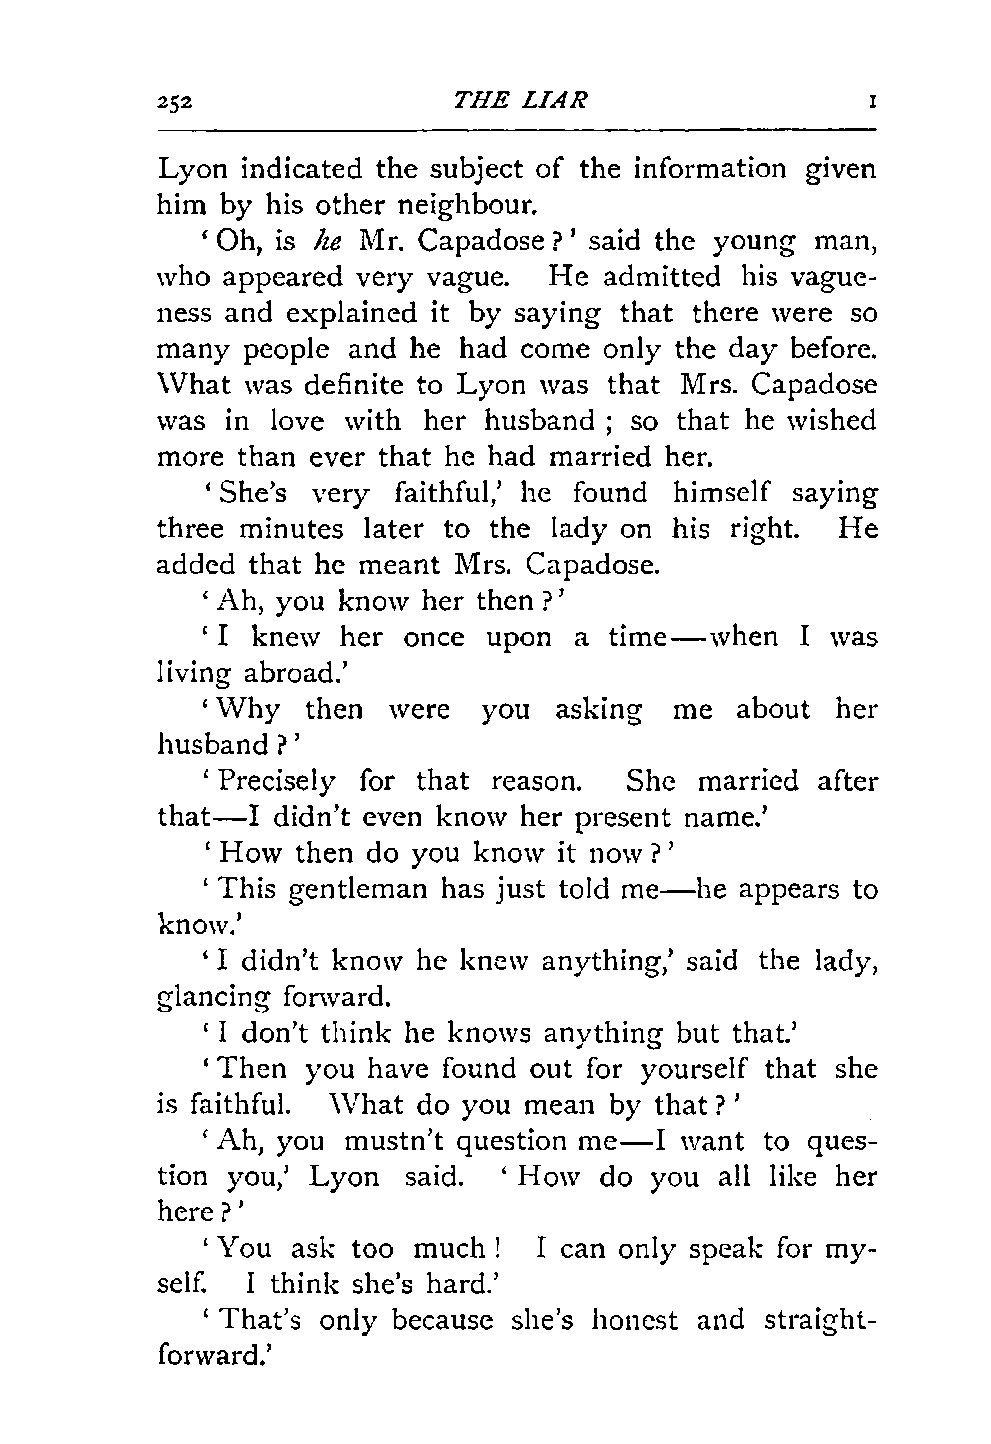 252 THE LIAR I
Lyon indicated the subject of the information given
him by his other neighbour.
‘Oh, is he Mr. Capadose?’ said the young man,
who appeared very vague. He admitted his vague-
ness and explained it by saying that there were so
many people and he had come only the day before.
What was definite to Lyon was that Mrs. Capadose
was in love with her husband; so that he wished
more than ever that he had married her.
‘She’s very faithful,’ he found himself saying
three minutes later to the lady on his right. He
added that he meant Mrs. Capadose.
‘Ah, you know her then?’
‘I knew her once upon a time—when I was
living abroad.’
‘Why then were you asking me about her
husband?’
‘Precisely for that reason. She married after
that—I didn’t even know her present name.’
‘How then do you know it now?’
‘This gentleman has just told me—he appears to
know.’
‘I didn’t know he knew anything,’ said the lady,
glancing forward.
‘I don’t think he knows anything but that.’
‘Then you have found out for yourself that she
is faithful. What do you mean by that?’
‘Ah, you mustn’t question me—I want to ques-
tion you,’ Lyon said. ‘How do you all like her
here?’
‘You ask too much! I can only speak for my-
self. I think she’s hard.’
‘That’s only because she’s honest and straight-
forward.’